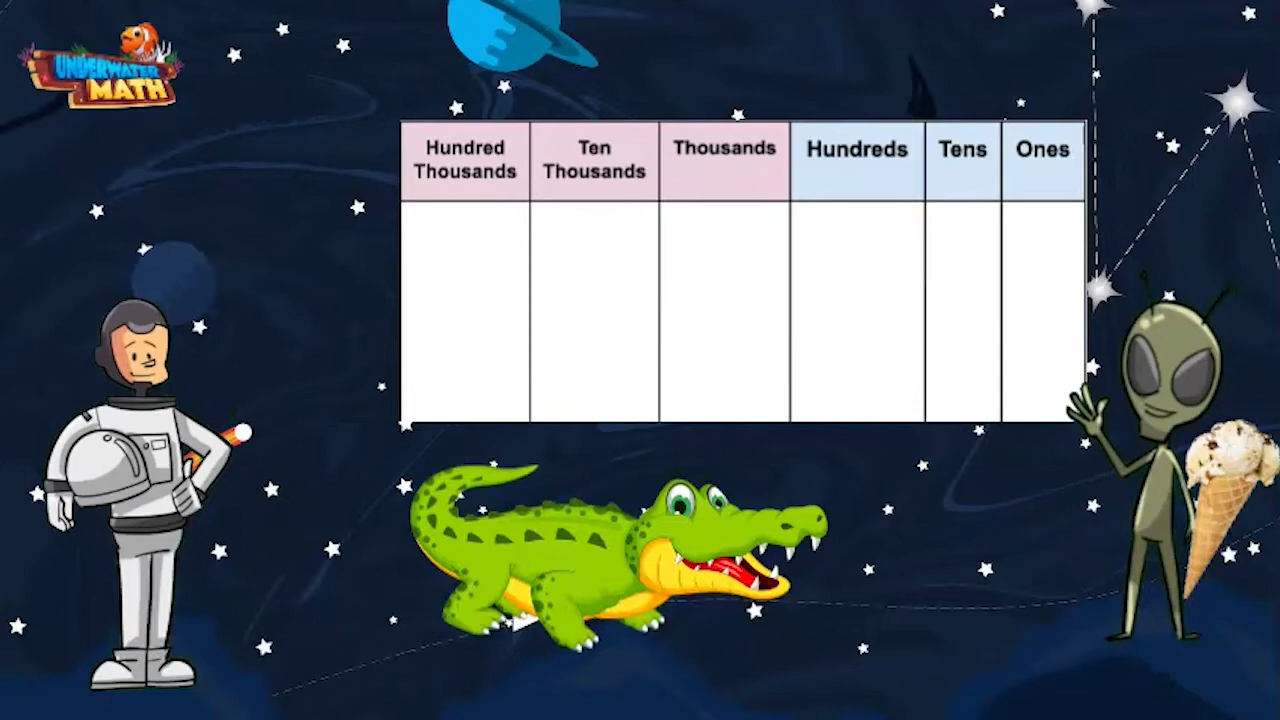 UNDERWATER
MATH
Hundred
Thousands
Ten
Thousands
Thousands
Hundreds
Tens
Ones